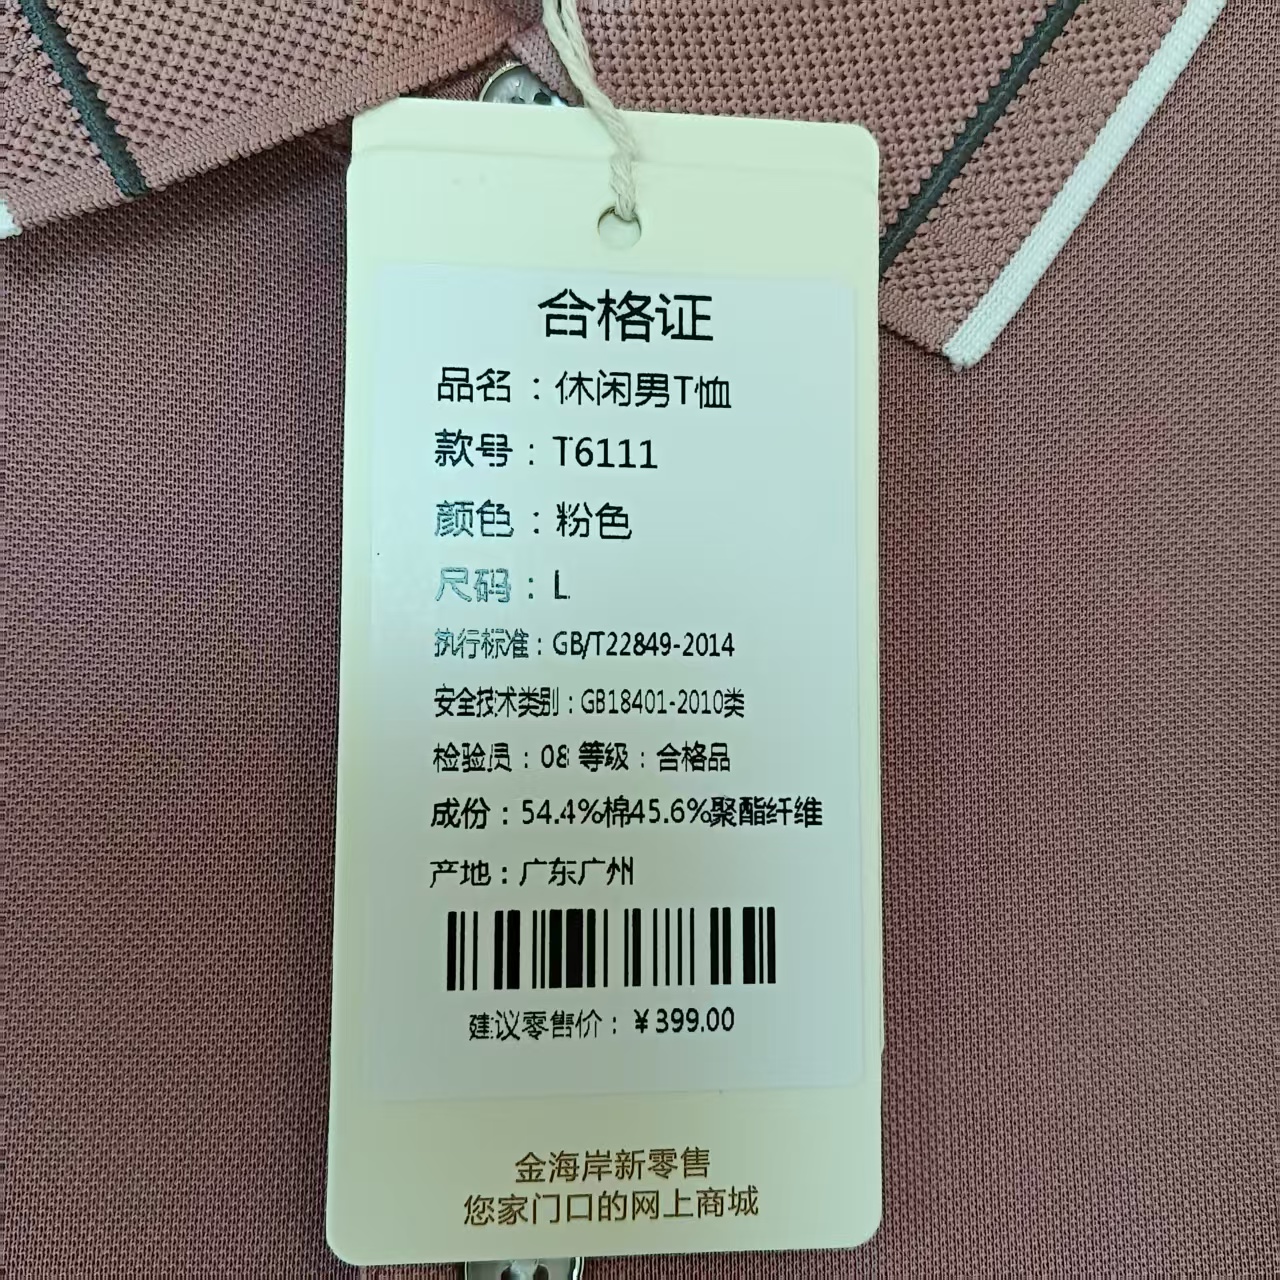 合格证
品名：休闲男T恤
款号：T6111
颜色：粉色
尺码：L
执行标准：GB/T22849-2014
安全技术类别：GB18401-2010类
检验员：08 等级：合格品
成份：54.4%棉45.6%聚酯纤维
产地：广东广州
建议零售价：￥399.00
金海岸新零售
您家门口的网上商城